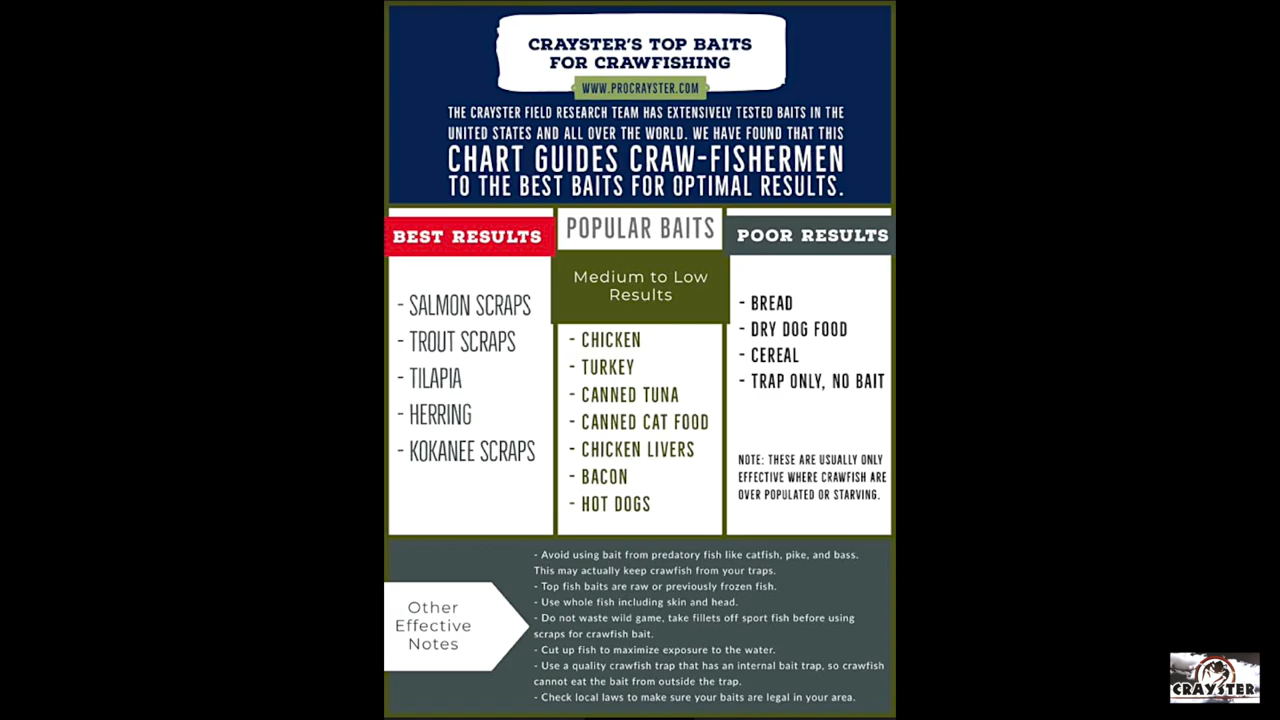 CRAYSTER'S TOP BAITS
FOR CRAWFISHING
WWW.PROCRAYSTER.COM
THE CRAYSTER FIELD RESEARCH TEAM HAS EXTENSIVELY TESTED BAITS IN THE
UNITED STATES AND ALL OVER THE WORLD. WE HAVE FOUND THAT THIS
CHART GUIDES CRAW-FISHERMEN
TO THE BEST BAITS FOR OPTIMAL RESULTS.
BEST RESULTS
- SALMON SCRAPS
- TROUT SCRAPS
- TILAPIA
- HERRING
- KOKANEE SCRAPS
POPULAR BAITS
Medium to Low
Results
- CHICKEN
- TURKEY
- CANNED TUNA
- CANNED CAT FOOD
- CHICKEN LIVERS
- BACON
- HOT DOGS
POOR RESULTS
- BREAD
- DRY DOG FOOD
- CEREAL
- TRAP ONLY, NO BAIT
NOTE: THESE ARE USUALLY ONLY
EFFECTIVE WHERE CRAWFISH ARE
OVER POPULATED OR STARVING.
Other
Effective
Notes
- Avoid using bait from predatory fish like catfish, pike, and bass.
This may actually keep crawfish from your traps.
- Top fish baits are raw or previously frozen fish.
- Use whole fish including skin and head.
- Do not waste wild game, take fillets off sport fish before using
scraps for crawfish bait.
- Cut up fish to maximize exposure to the water.
- Use a quality crawfish trap that has an internal bait trap, so crawfish
cannot eat the bait from outside the trap.
- Check local laws to make sure your baits are legal in your area.
CRAYSTER